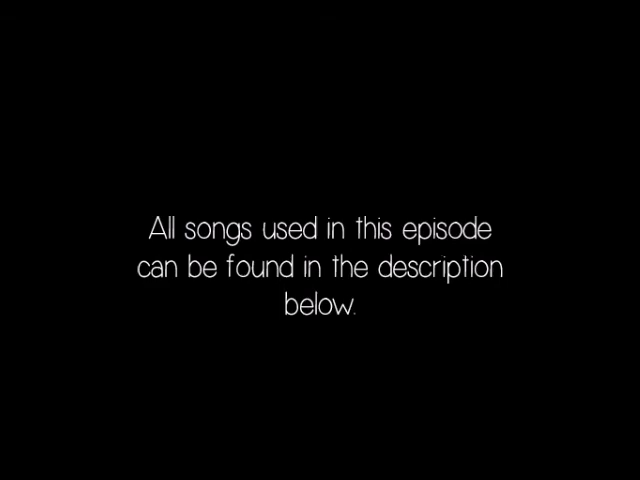 All songs used in this episode
can be found in the description
below.